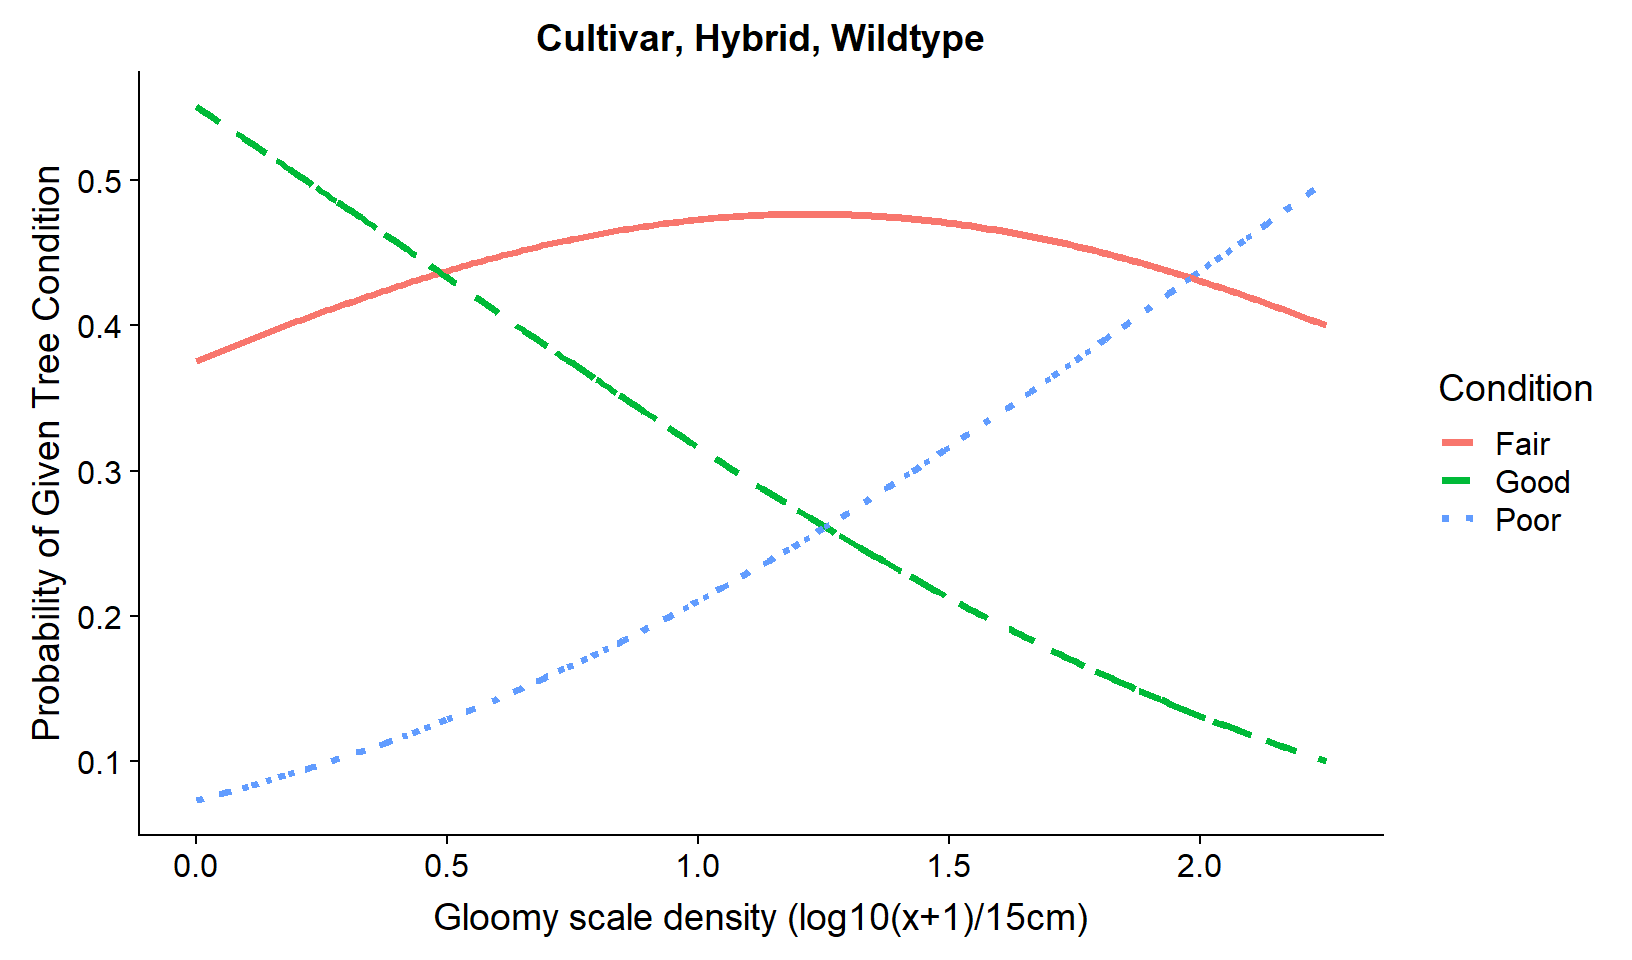 Cultivar, Hybrid, Wildtype
Probability of Given Tree Condition
0.5
0.4
0.3
0.2
0.1
0.0
0.5
1.0
1.5
2.0
Gloomy scale density (log10(x+1)/15cm)
Condition
Fair
Good
Poor